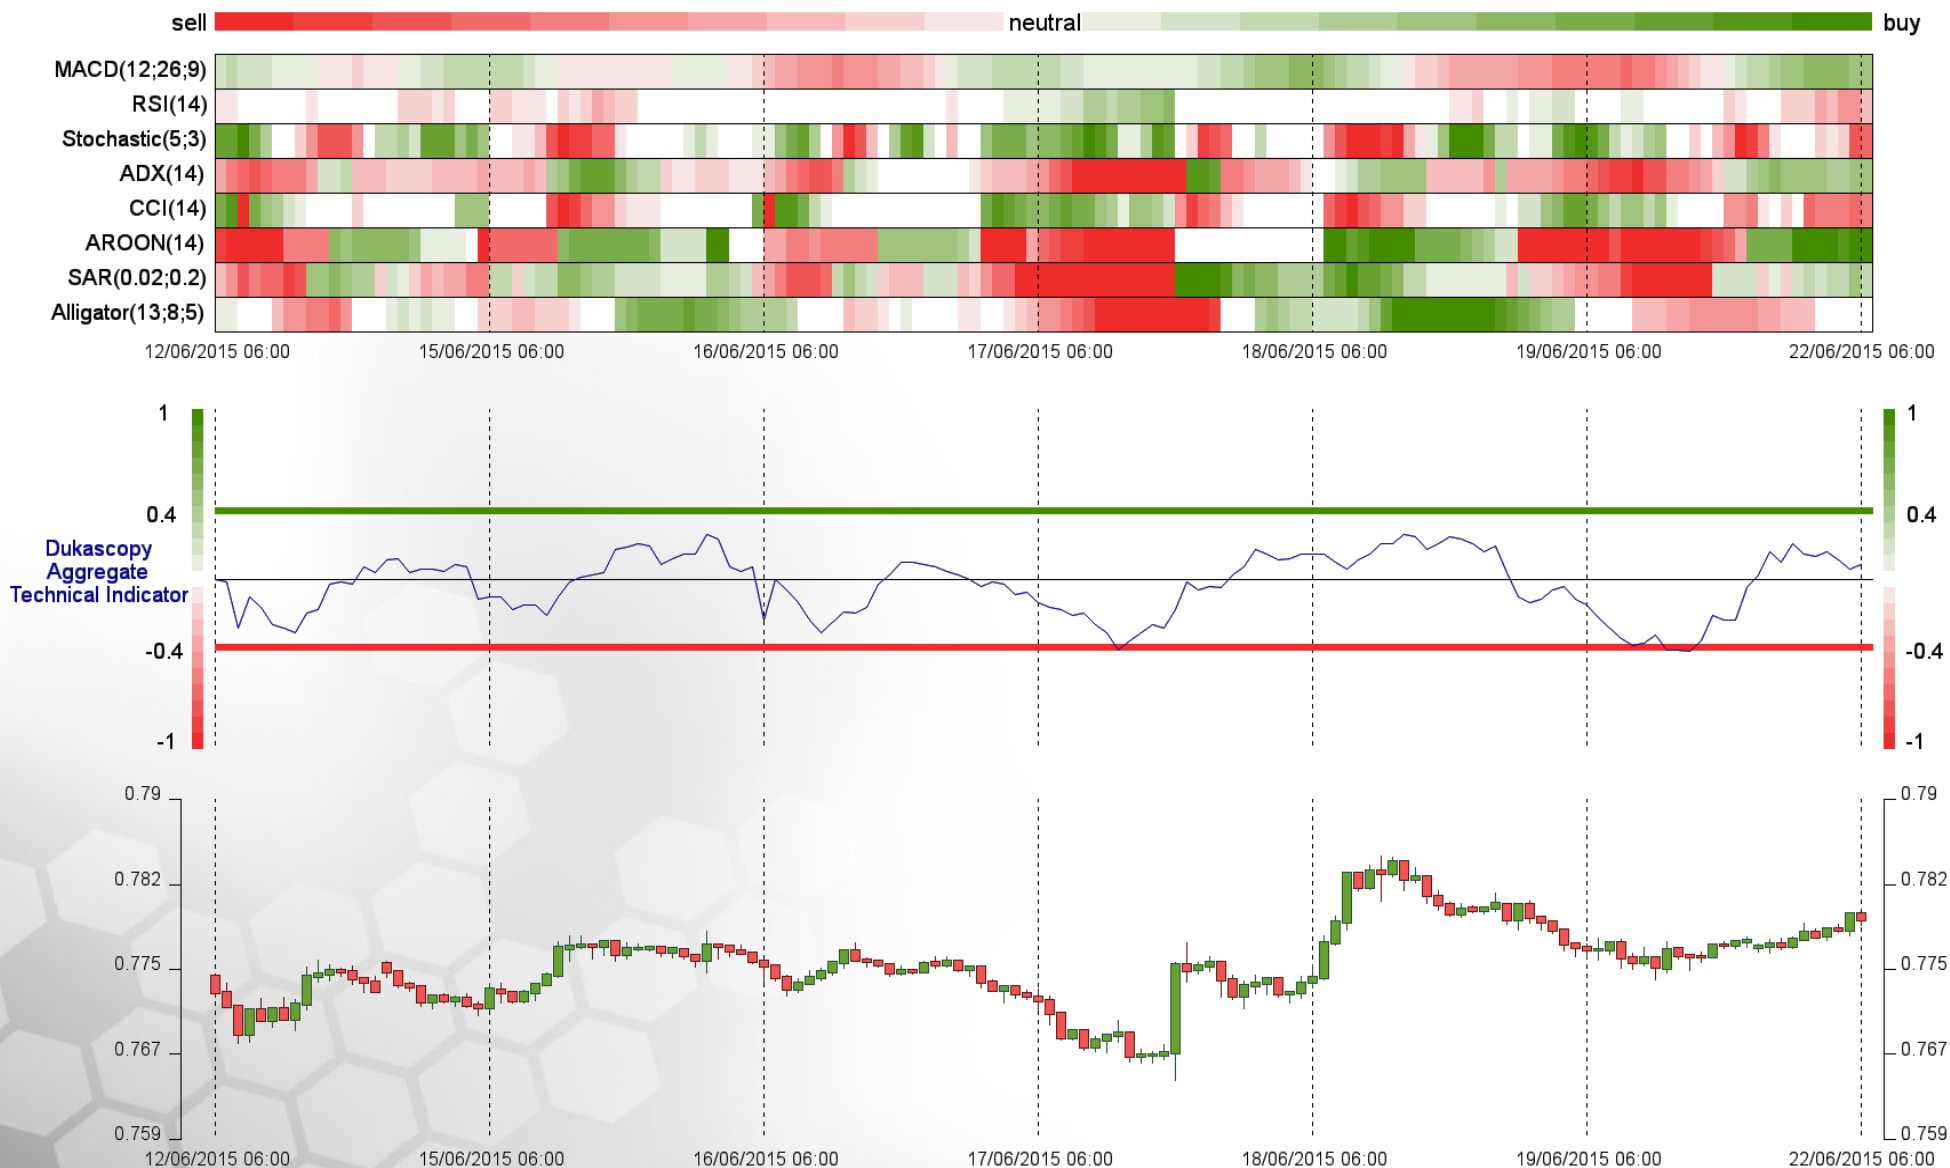 sell neutral buy
MACD(12;26;9)
RSI(14)
Stochastic(5;3)
ADX(14)
CCI(14)
AROON(14)
SAR(0.02;0.2)
Alligator(13;8;5)
12/06/2015 06:00 15/06/2015 06:00 16/06/2015 06:00 17/06/2015 06:00 18/06/2015 06:00 19/06/2015 06:00 22/06/2015 06:00
1 1
0.4 0.4
Dukascopy
Aggregate
Technical Indicator
-0.4 -0.4
-1 -1
0.79 0.79
0.782 0.782
0.775 0.775
0.767 0.767
0.759 0.759
12/06/2015 06:00 15/06/2015 06:00 16/06/2015 06:00 17/06/2015 06:00 18/06/2015 06:00 19/06/2015 06:00 22/06/2015 06:00